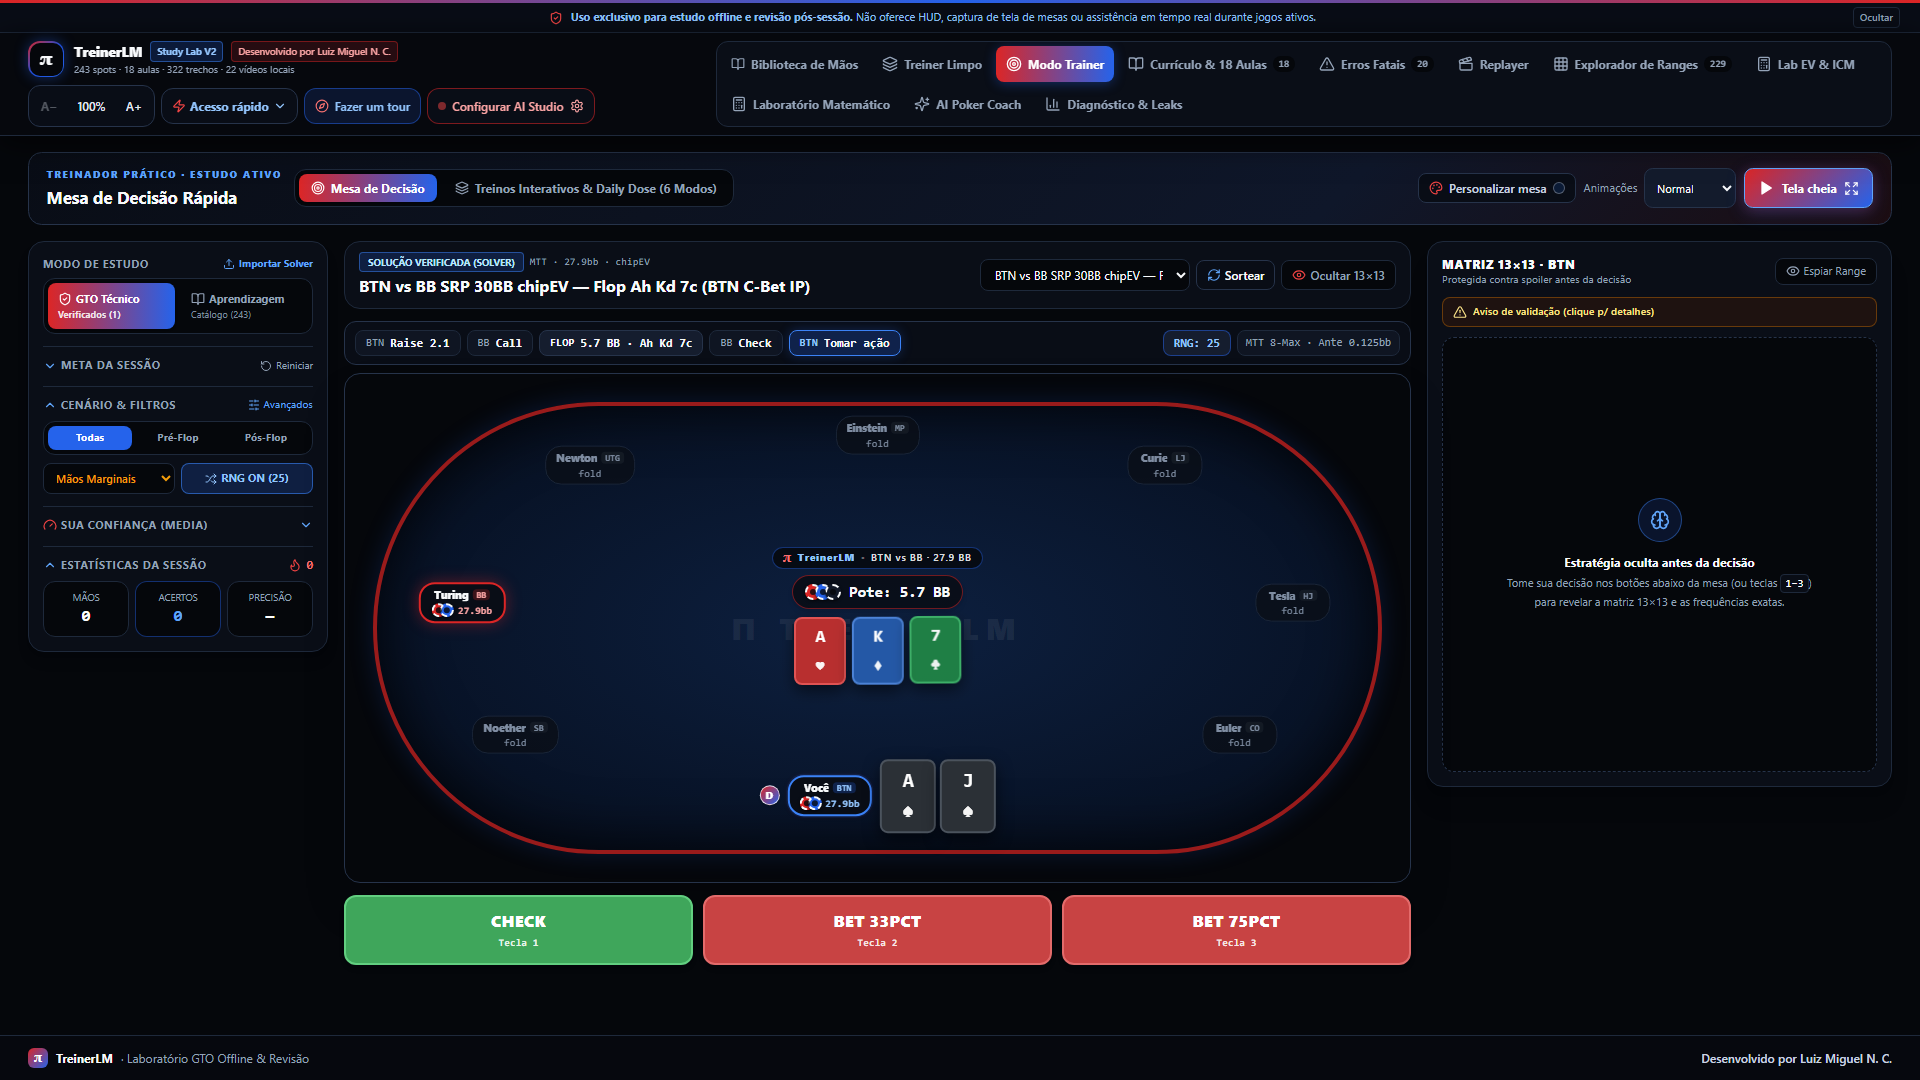 Uso exclusivo para estudo offline e revisão pós-sessão. Não oferece HUD, captura de tela de mesas ou assistência em tempo real durante jogos ativos.
Ocultar
π TreinerLM Study Lab V2 Desenvolvido por Luiz Miguel N. C.
243 spots · 18 aulas · 322 trechos · 22 vídeos locais
A− 100% A+ Acesso rápido Fazer um tour Configurar AI Studio
Biblioteca de Mãos Treiner Limpo Modo Trainer Currículo & 18 Aulas 18 Erros Fatais 20 Replayer Explorador de Ranges 229 Lab EV & ICM
Laboratório Matemático AI Poker Coach Diagnóstico & Leaks
TREINADOR PRÁTICO · ESTUDO ATIVO
Mesa de Decisão Rápida
Mesa de Decisão Treinos Interativos & Daily Dose (6 Modos)
Personalizar mesa Animações Normal Tela cheia
MODO DE ESTUDO Importar Solver
GTO Técnico
Verificados (1)
Aprendizagem
Catálogo (243)
META DA SESSÃO Reiniciar
CENÁRIO & FILTROS Avançados
Todas Pré-Flop Pós-Flop
Mãos Marginais RNG ON (25)
SUA CONFIANÇA (MEDIA)
ESTATÍSTICAS DA SESSÃO 0
MÃOS ACERTOS PRECISÃO
0 0 —
SOLUÇÃO VERIFICADA (SOLVER) MTT · 27.9bb · chipEV
BTN vs BB SRP 30BB chipEV — Flop Ah Kd 7c (BTN C-Bet IP)
BTN vs BB SRP 30BB chipEV — F Sortear Ocultar 13×13
BTN Raise 2.1 BB Call FLOP 5.7 BB · Ah Kd 7c BB Check BTN Tomar ação
RNG: 25 MTT 8-Max · Ante 0.125bb
Einstein MP
fold
Newton UTG
fold
Curie LJ
fold
π TreinerLM · BTN vs BB · 27.9 BB
Pote: 5.7 BB
Turing BB
27.9bb
Tesla HJ
fold
A K 7
Noether SB
fold
Euler CO
fold
D
Você BTN
27.9bb
A J
CHECK
Tecla 1
BET 33PCT
Tecla 2
BET 75PCT
Tecla 3
MATRIZ 13×13 · BTN
Protegida contra spoiler antes da decisão
Espiar Range
Aviso de validação (clique p/ detalhes)
Estratégia oculta antes da decisão
Tome sua decisão nos botões abaixo da mesa (ou teclas 1–3)
para revelar a matriz 13×13 e as frequências exatas.
π TreinerLM · Laboratório GTO Offline & Revisão
Desenvolvido por Luiz Miguel N. C.